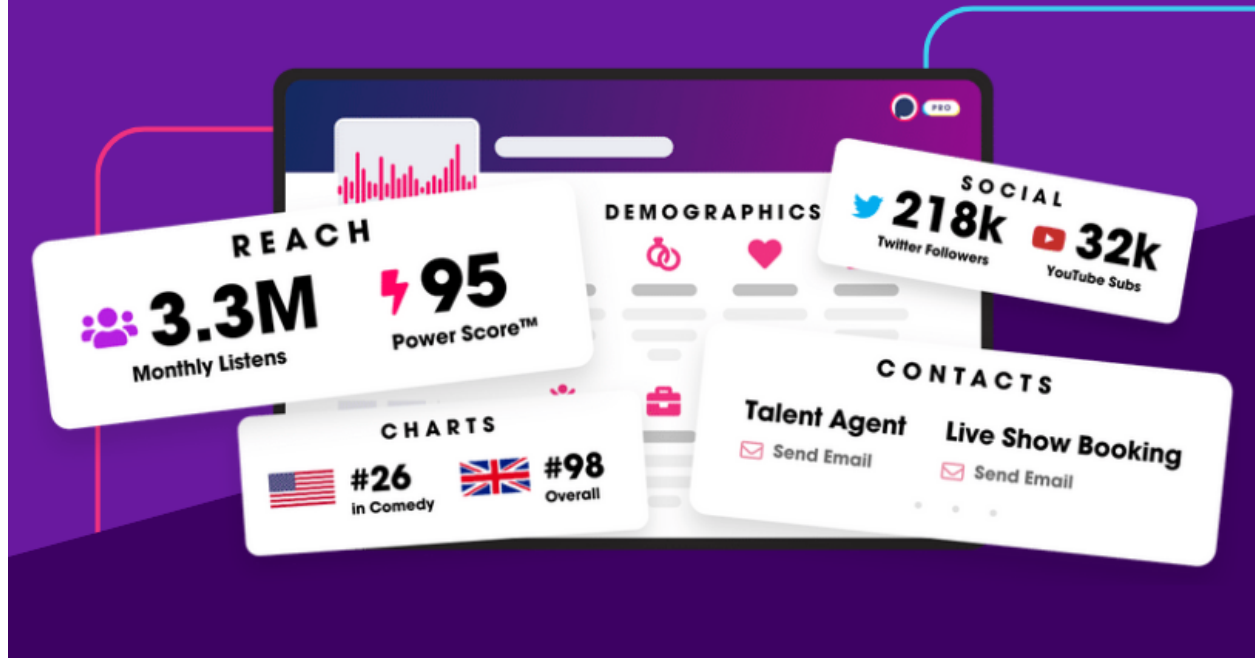 PRO
REACH
3.3M
Monthly Listens
95
Power Score™
DEMOGRAPHICS
SOCIAL
218k
Twitter Followers
32k
YouTube Subs
CHARTS
#26
in Comedy
#98
Overall
CONTACTS
Talent Agent
Send Email
Live Show Booking
Send Email